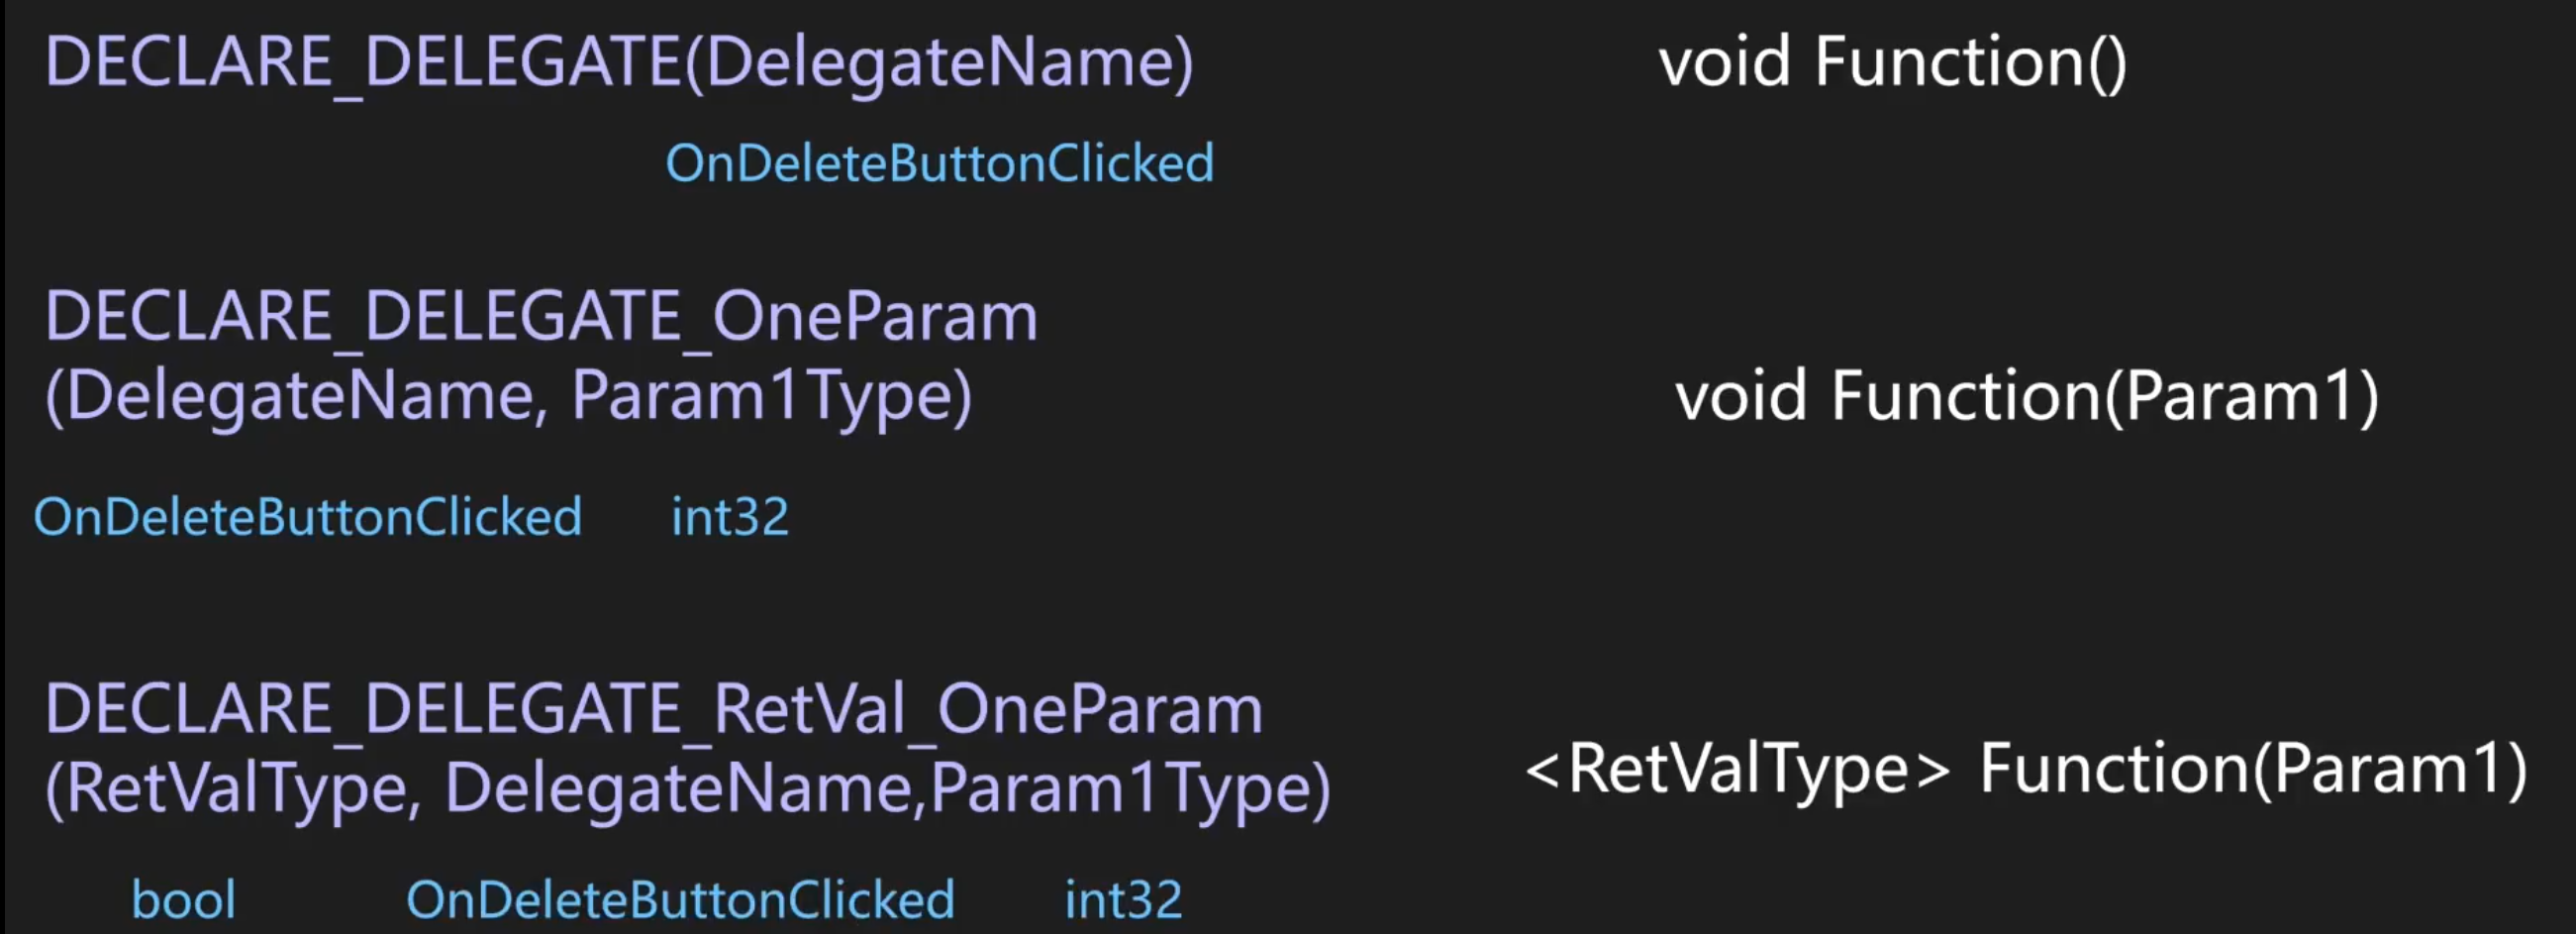 DECLARE_DELEGATE(DelegateName)
void Function()
OnDeleteButtonClicked
DECLARE_DELEGATE_OneParam
(DelegateName, Param1Type)
void Function(Param1)
OnDeleteButtonClicked int32
DECLARE_DELEGATE_RetVal_OneParam
(RetValType, DelegateName,Param1Type)
<RetValType> Function(Param1)
bool OnDeleteButtonClicked int32